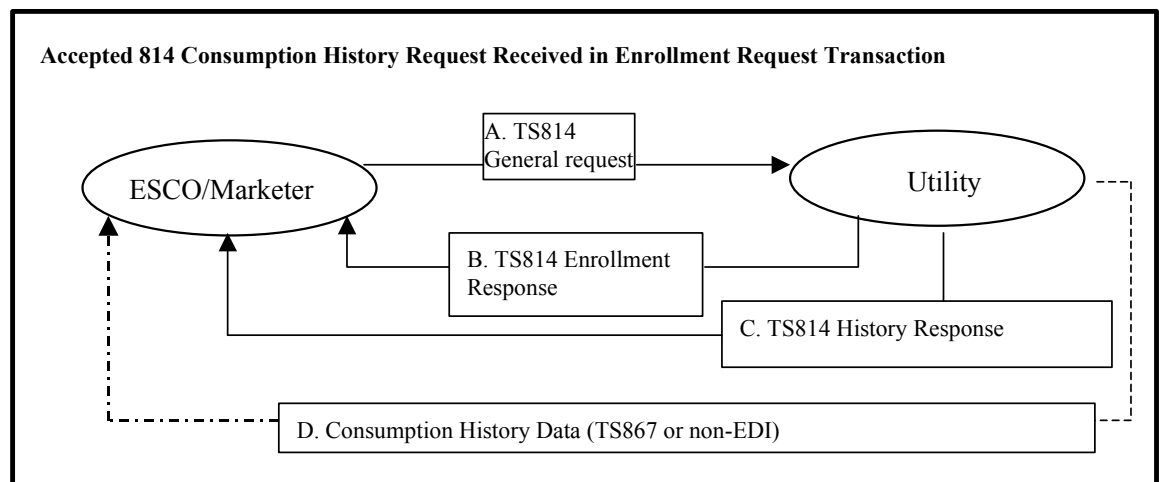 Accepted 814 Consumption History Request Received in Enrollment Request Transaction
A. TS814
General request
ESCO/Marketer
Utility
B. TS814 Enrollment
Response
C. TS814 History Response
D. Consumption History Data (TS867 or non-EDI)